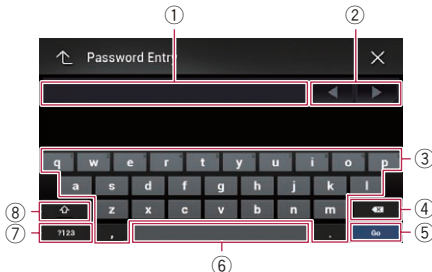 ① ②
Password Entry
q w e r t y u i o p ③
a s d f g h j k l
⑧ z x c v b n m ④
⑦ ?123 , . Go ⑤
⑥